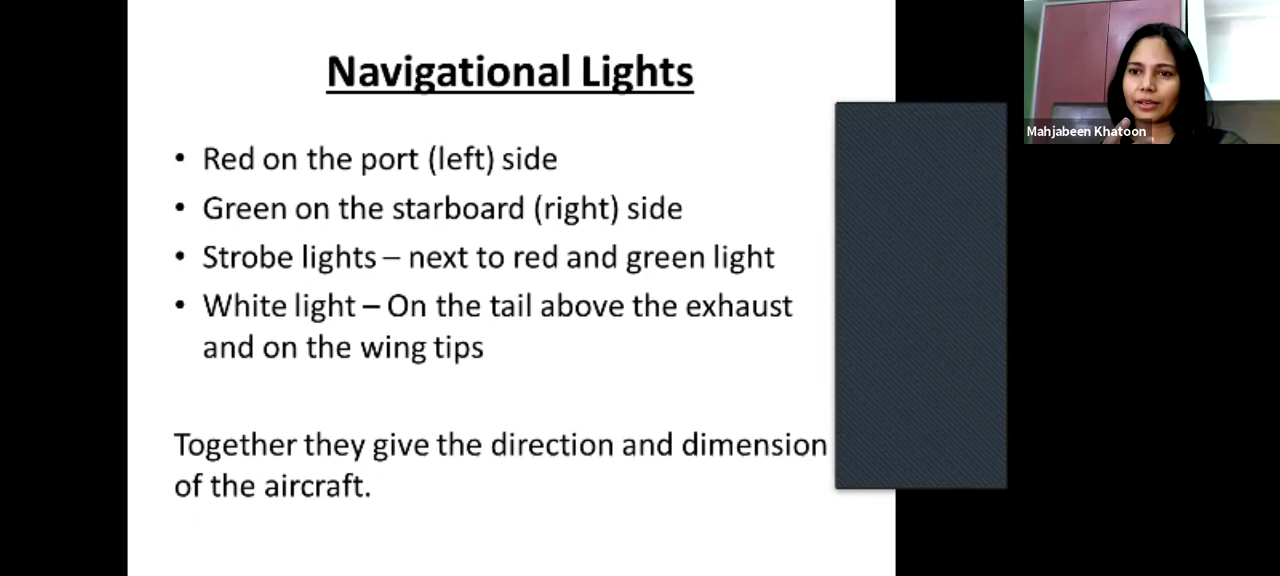 Navigational Lights
• Red on the port (left) side
• Green on the starboard (right) side
• Strobe lights – next to red and green light
• White light – On the tail above the exhaust
and on the wing tips
Together they give the direction and dimension
of the aircraft.
Mahjabeen Khatoon